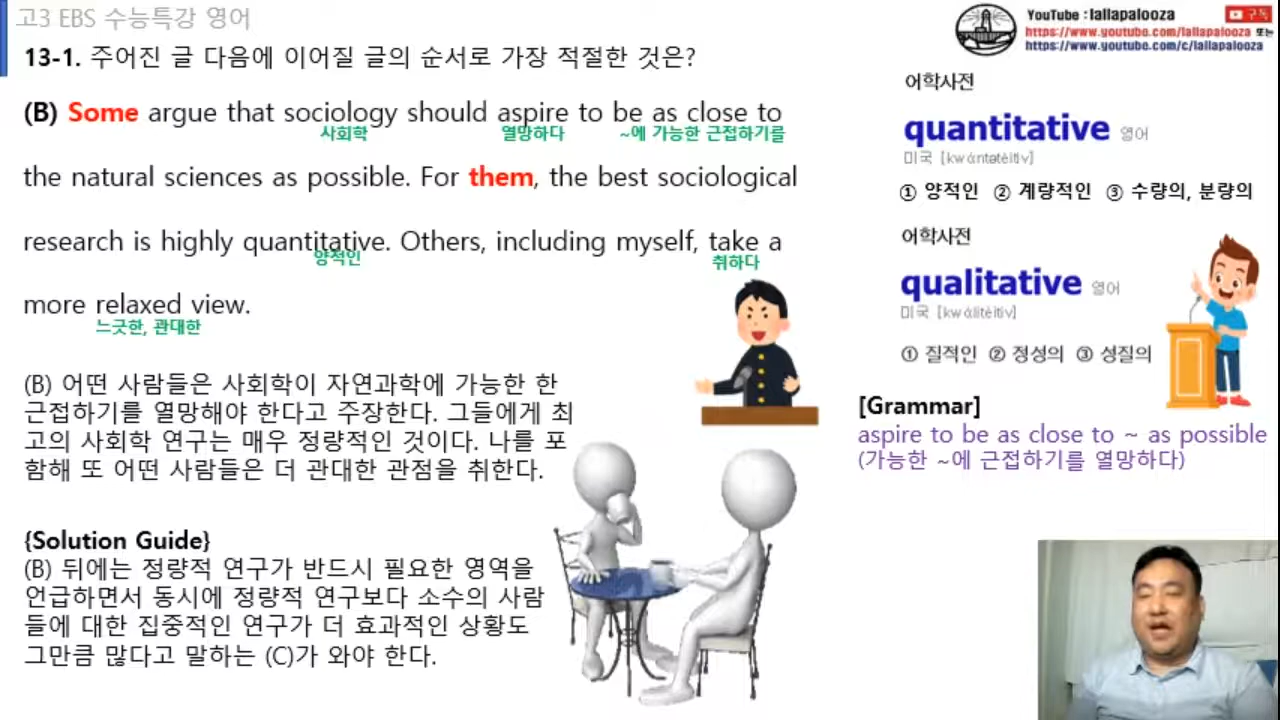 고3 EBS 수능특강 영어
YouTube : lallapalooza
구독
https://www.youtube.com/lallapalooza 또는
https://www.youtube.com/c/lallapalooza
13-1. 주어진 글 다음에 이어질 글의 순서로 가장 적절한 것은?
(B) Some argue that sociology should aspire to be as close to
사회학 열망하다 ~에 가능한 근접하기를
the natural sciences as possible. For them, the best sociological
research is highly quantitative. Others, including myself, take a
양적인 취하다
more relaxed view.
느긋한, 관대한
(B) 어떤 사람들은 사회학이 자연과학에 가능한 한
근접하기를 열망해야 한다고 주장한다. 그들에게 최
고의 사회학 연구는 매우 정량적인 것이다. 나를 포
함해 또 어떤 사람들은 더 관대한 관점을 취한다.
{Solution Guide}
(B) 뒤에는 정량적 연구가 반드시 필요한 영역을
언급하면서 동시에 정량적 연구보다 소수의 사람
들에 대한 집중적인 연구가 더 효과적인 상황도
그만큼 많다고 말하는 (C)가 와야 한다.
어학사전
quantitative 영어
미국 [kwɑ́ntətèitiv]
① 양적인 ② 계량적인 ③ 수량의, 분량의
어학사전
qualitative 영어
미국 [kwɑ́litèitiv]
① 질적인 ② 정성의 ③ 성질의
[Grammar]
aspire to be as close to ~ as possible
(가능한 ~에 근접하기를 열망하다)